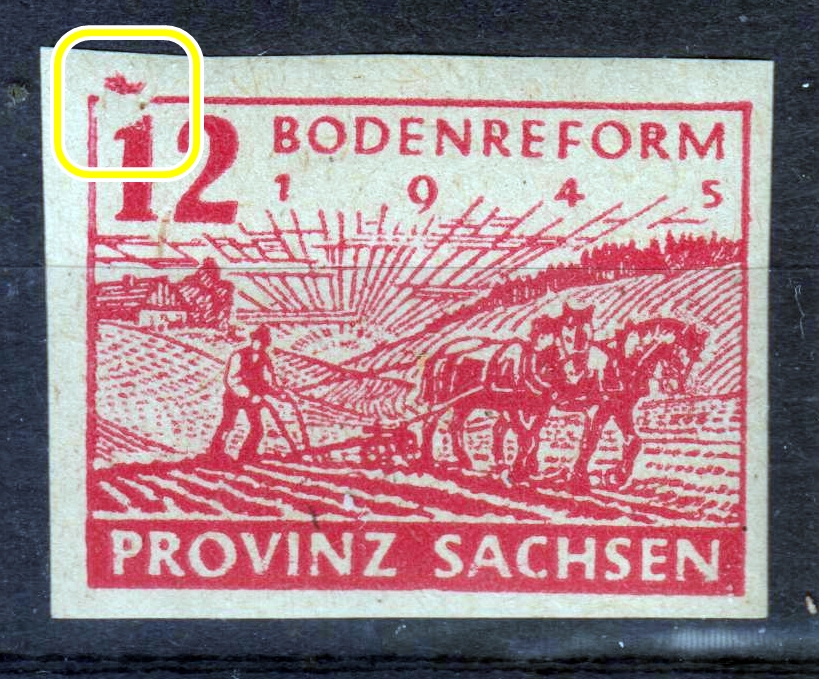 12 BODENREFORM
1 9 4 5
PROVINZ SACHSEN